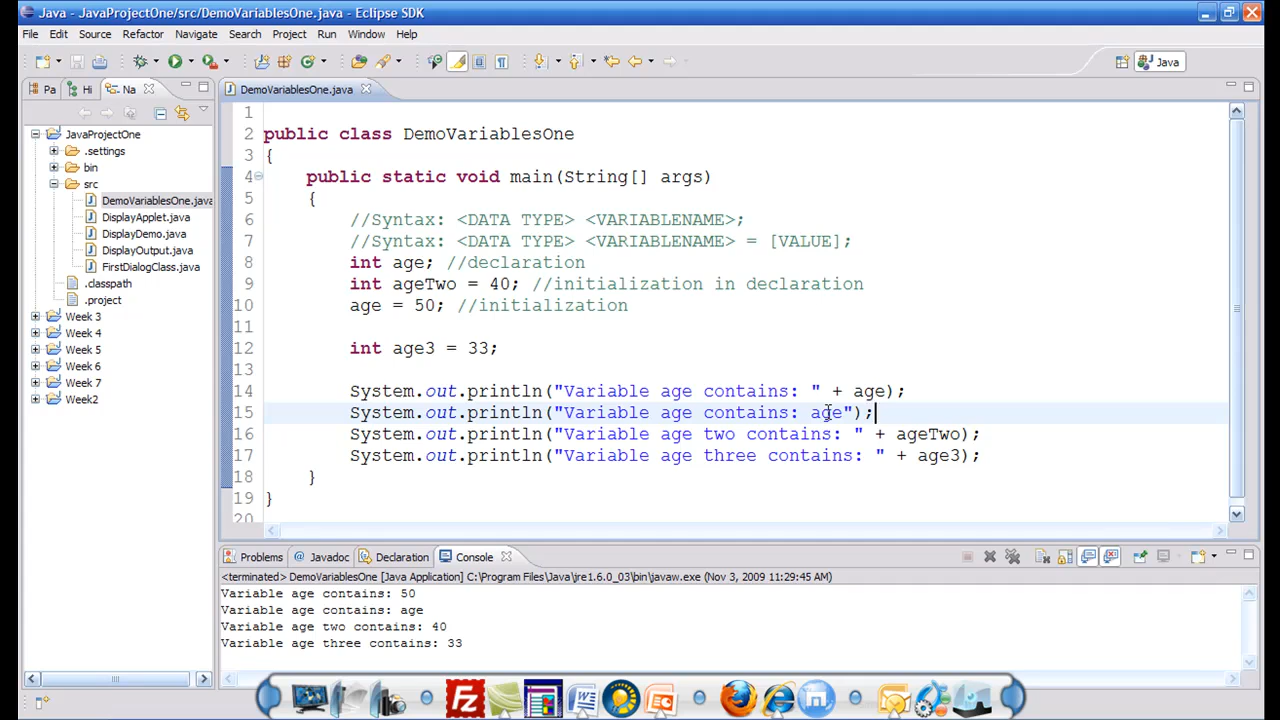 Java - JavaProjectOne/src/DemoVariablesOne.java - Eclipse SDK
File Edit Source Refactor Navigate Search Project Run Window Help
Java
Pa Hi Na
DemoVariablesOne.java
JavaProjectOne
.settings
bin
src
DemoVariablesOne.java
DisplayApplet.java
DisplayDemo.java
DisplayOutput.java
FirstDialogClass.java
.classpath
.project
Week 3
Week 4
Week 5
Week 6
Week 7
Week2
1
2 public class DemoVariablesOne
3 {
4 public static void main(String[] args)
5 {
6 //Syntax: <DATA TYPE> <VARIABLENAME>;
7 //Syntax: <DATA TYPE> <VARIABLENAME> = [VALUE];
8 int age; //declaration
9 int ageTwo = 40; //initialization in declaration
10 age = 50; //initialization
11
12 int age3 = 33;
13
14 System.out.println("Variable age contains: " + age);
15 System.out.println("Variable age contains: age");
16 System.out.println("Variable age two contains: " + ageTwo);
17 System.out.println("Variable age three contains: " + age3);
18 }
19 }
20
Problems @ Javadoc Declaration Console
<terminated> DemoVariablesOne [Java Application] C:\Program Files\Java\jre1.6.0_03\bin\javaw.exe (Nov 3, 2009 11:29:45 AM)
Variable age contains: 50
Variable age contains: age
Variable age two contains: 40
Variable age three contains: 33